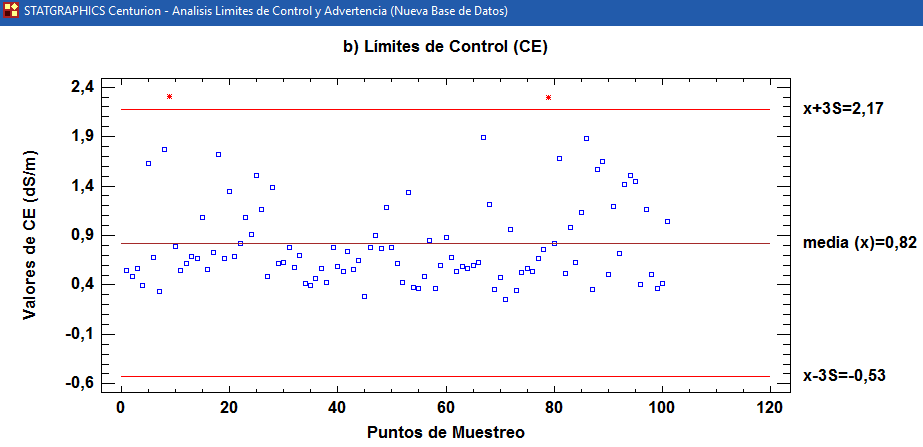 STATGRAPHICS Centurion - Analisis Limites de Control y Advertencia (Nueva Base de Datos)
b) Límites de Control (CE)
2,4
x+3S=2,17
1,9
1,4
Valores de CE (dS/m)
0,9
media (x)=0,82
0,4
-0,1
-0,6
x-3S=-0,53
0 20 40 60 80 100 120
Puntos de Muestreo